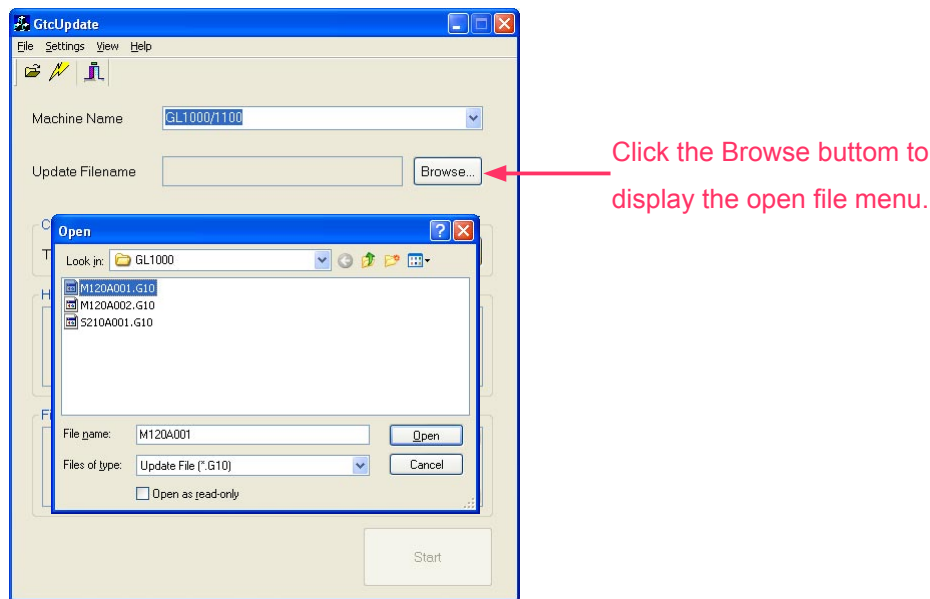 GtcUpdate
File Settings View Help
Machine Name GL1000/1100
Click the Browse buttom to
display the open file menu.
Update Filename Browse...
C
Open
T
Look in: GL1000
H
M120A001.G10
M120A002.G10
S210A001.G10
Fi
File name: M120A001 Open
Files of type: Update File (*.G10) Cancel
Open as read-only
Start